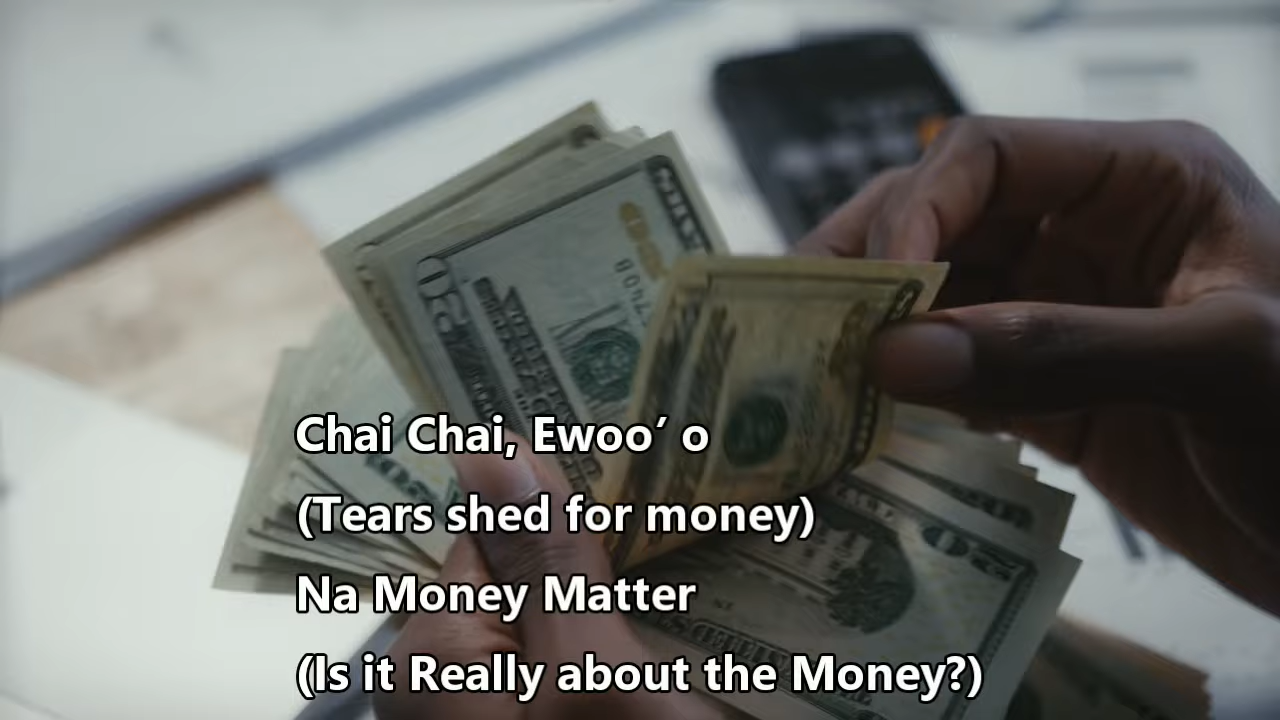 Chai Chai, Ewoo′ o
(Tears shed for money)
Na Money Matter
(Is it Really about the Money?)